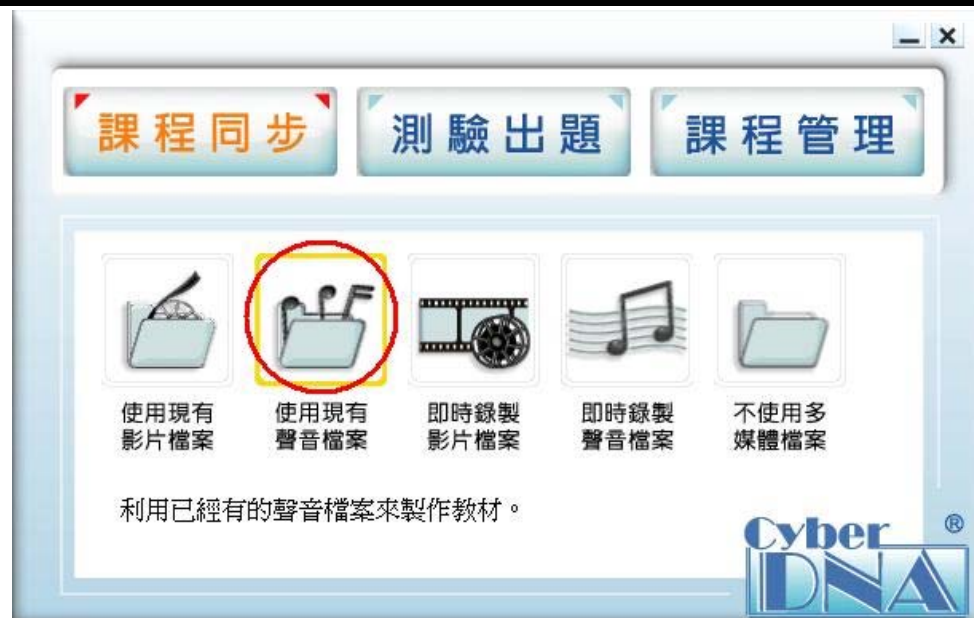 課程同步
測驗出題
課程管理
使用現有
影片檔案
使用現有
聲音檔案
即時錄製
影片檔案
即時錄製
聲音檔案
不使用多
媒體檔案
利用已經有的聲音檔案來製作教材。
Cyber ®
DNA